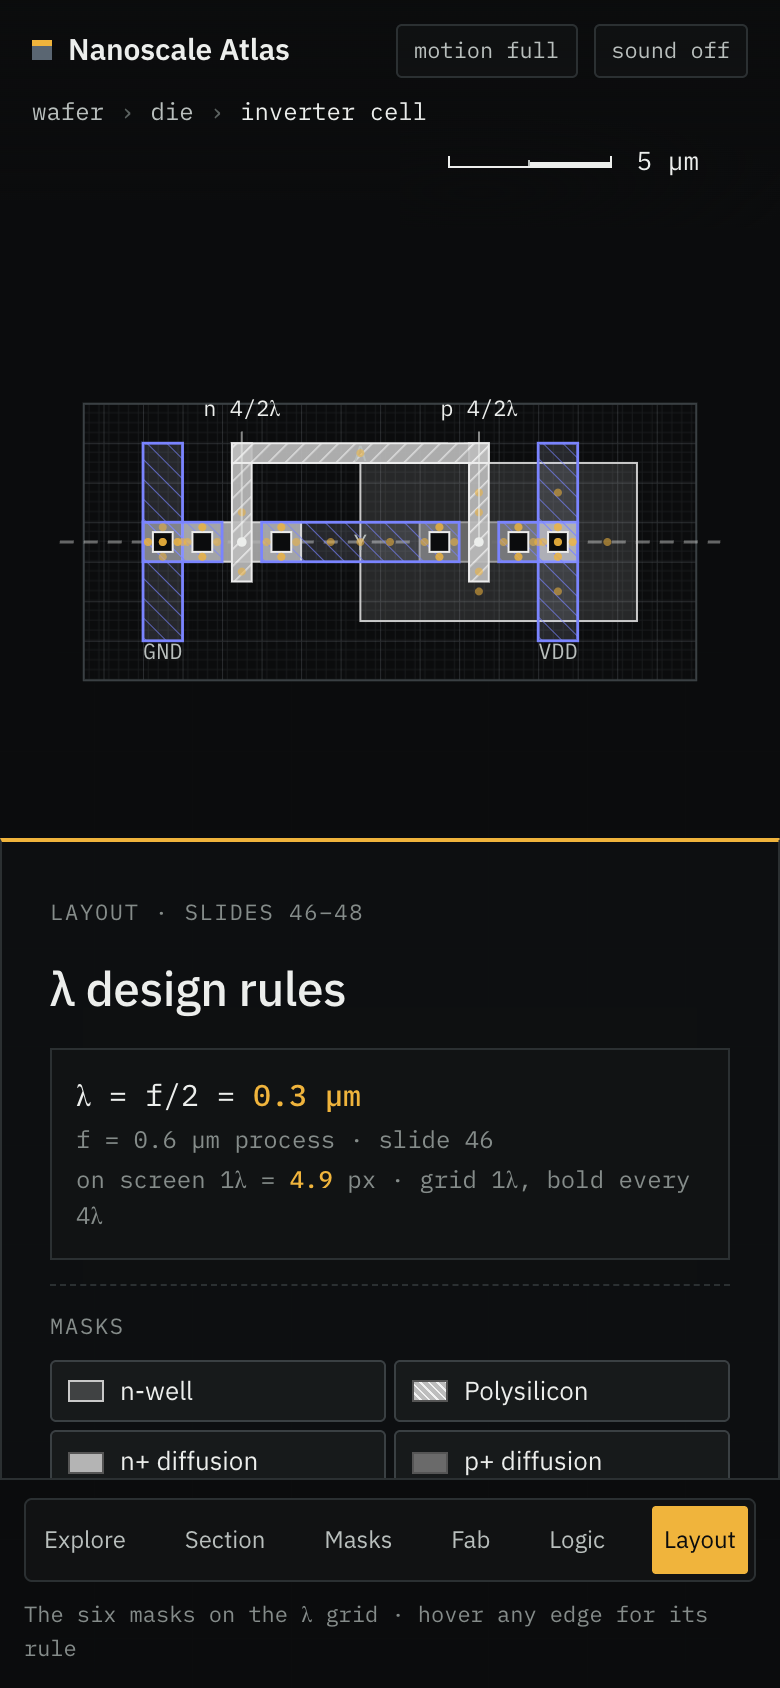 Nanoscale Atlas
motion full
sound off
wafer › die › inverter cell
5 µm
n 4/2λ
p 4/2λ
Y
GND
VDD
LAYOUT · SLIDES 46–48
λ design rules
λ = f/2 = 0.3 µm
f = 0.6 µm process · slide 46
on screen 1λ = 4.9 px · grid 1λ, bold every
4λ
MASKS
n-well
Polysilicon
n+ diffusion
p+ diffusion
Explore
Section
Masks
Fab
Logic
Layout
The six masks on the λ grid · hover any edge for its
rule